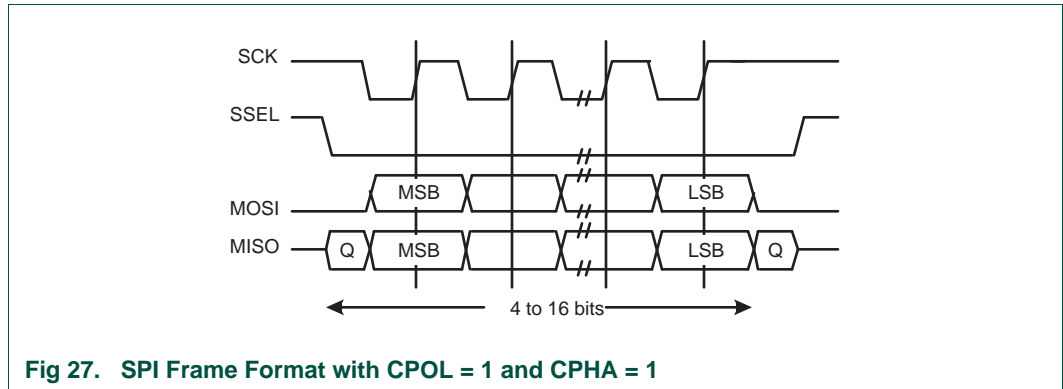 SCK
SSEL
MOSI
MSB
LSB
MISO
Q
MSB
LSB
Q
4 to 16 bits
Fig 27. SPI Frame Format with CPOL = 1 and CPHA = 1